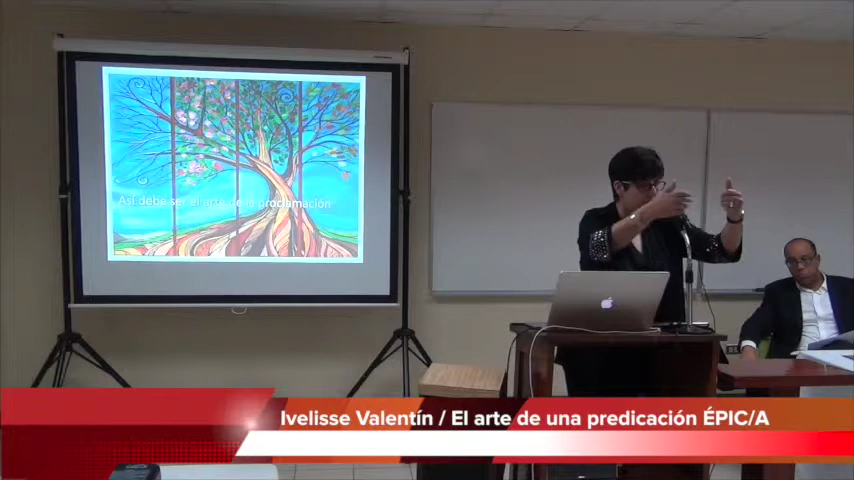 Así debe ser el arte de la proclamación
Ivelisse Valentín / El arte de una predicación ÉPIC/A